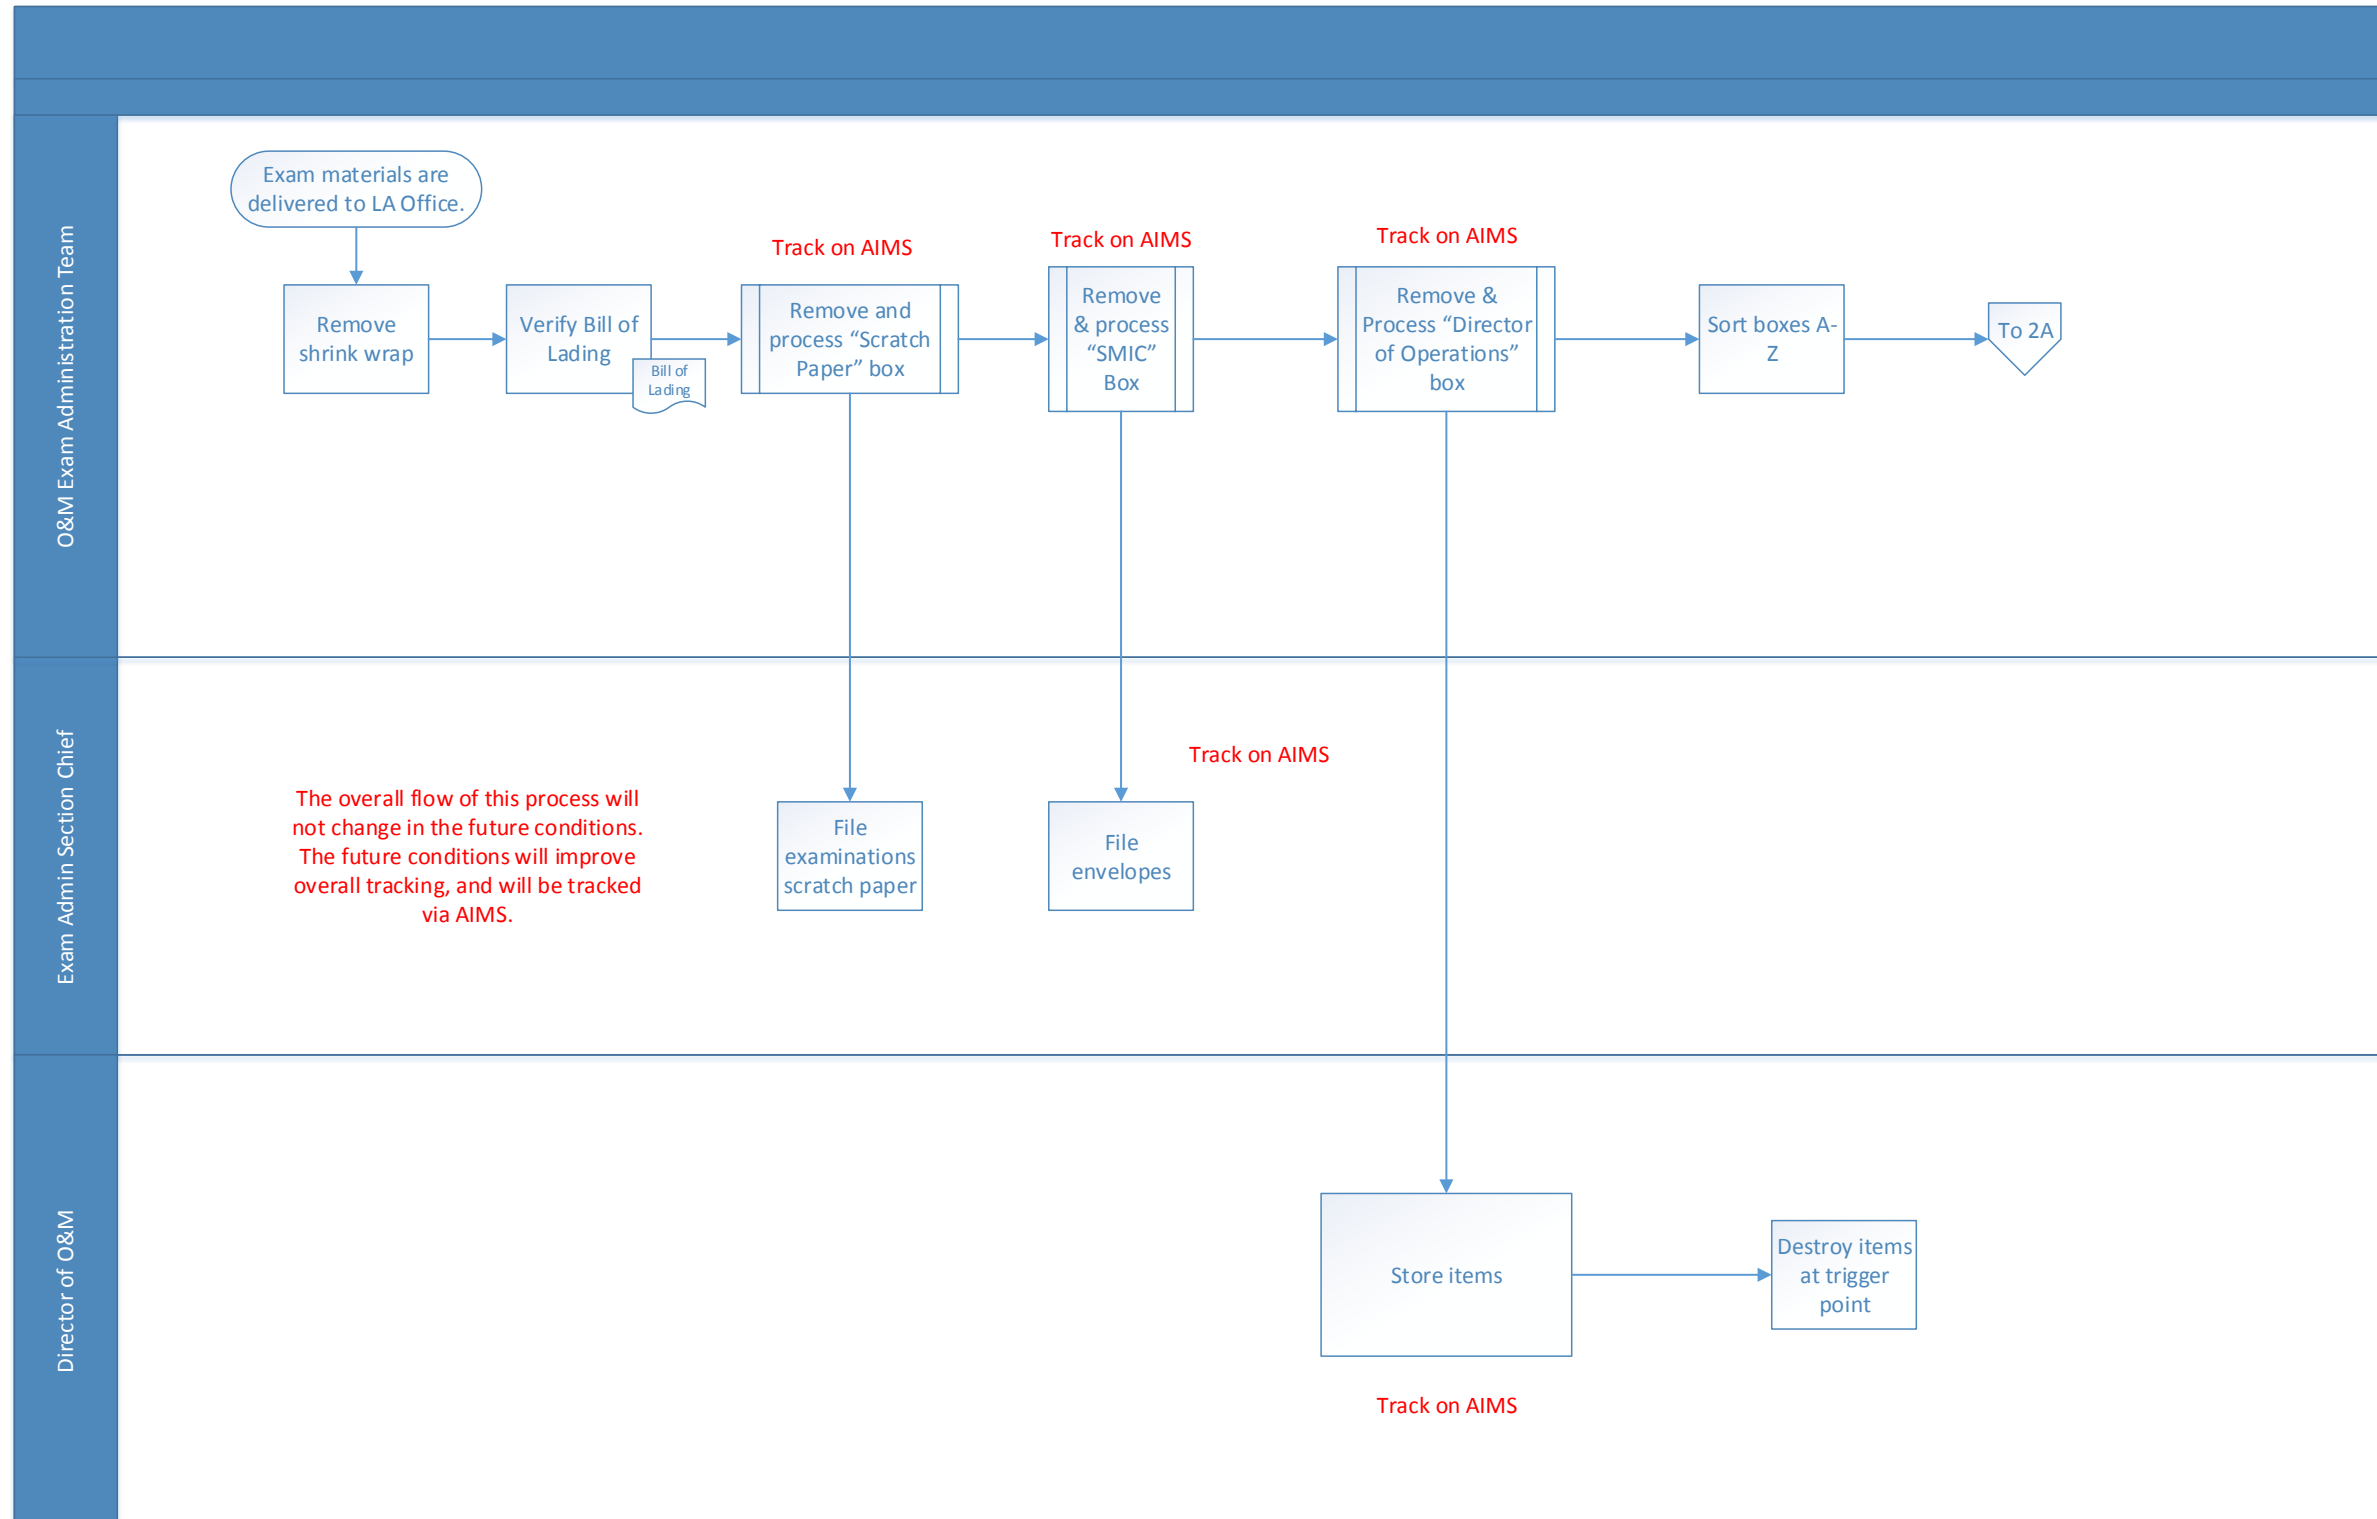 O&M Exam Administration Team
Exam materials are
delivered to LA Office.
Remove
shrink wrap
Verify Bill of
Lading
Bill of
Lading
Track on AIMS
Remove and
process “Scratch
Paper” box
Track on AIMS
Remove
& process
“SMIC”
Box
Track on AIMS
Remove &
Process “Director
of Operations”
box
Sort boxes A-
Z
To 2A
Exam Admin Section Chief
The overall flow of this process will
not change in the future conditions.
The future conditions will improve
overall tracking, and will be tracked
via AIMS.
File
examinations
scratch paper
Track on AIMS
File
envelopes
Director of O&M
Store items
Track on AIMS
Destroy items
at trigger
point